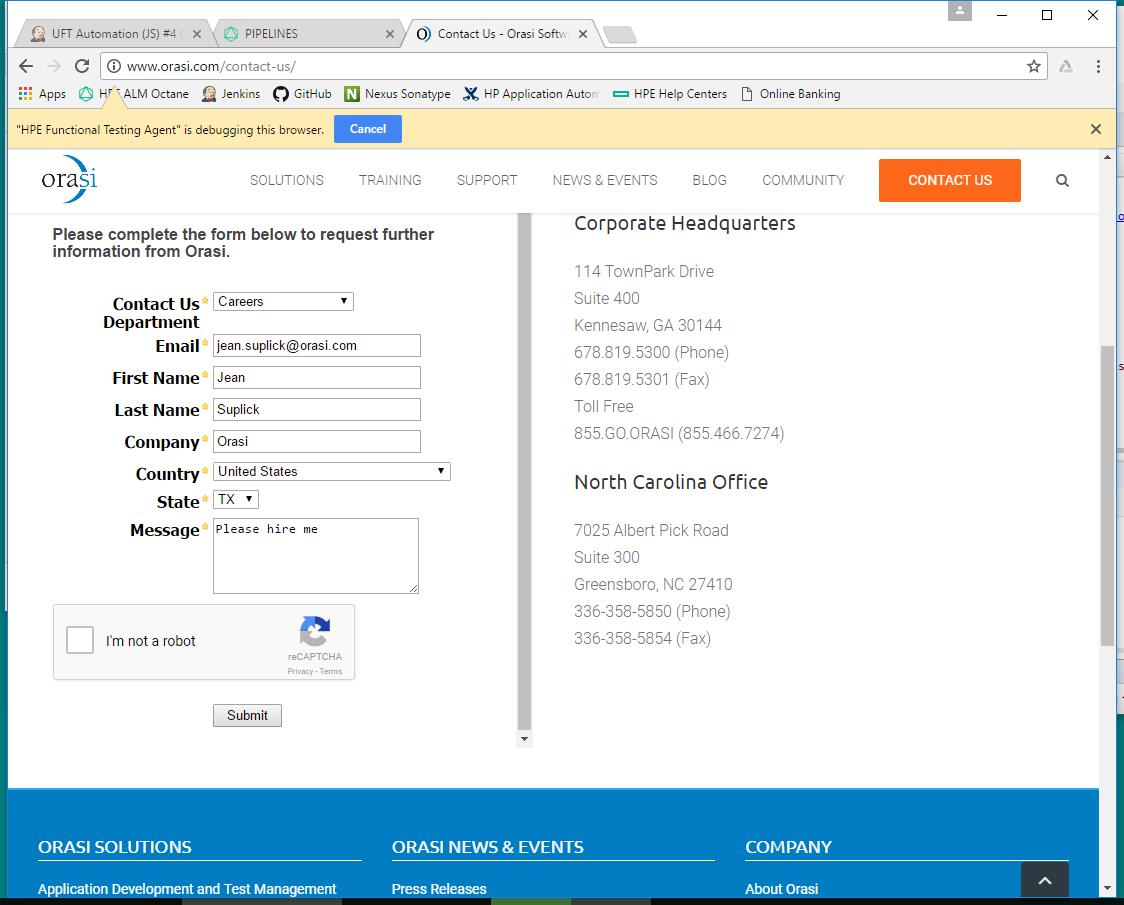 UFT Automation (JS) #4
PIPELINES
Contact Us - Orasi Softw
www.orasi.com/contact-us/
Apps
HPE ALM Octane
Jenkins
GitHub
N
Nexus Sonatype
HP Application Autom
HPE Help Centers
Online Banking
"HPE Functional Testing Agent" is debugging this browser.
Cancel
orasi
SOLUTIONS
TRAINING
SUPPORT
NEWS & EVENTS
BLOG
COMMUNITY
CONTACT US
Please complete the form below to request further
information from Orasi.
Contact Us
Department
Careers
Email
jean.suplick@orasi.com
First Name
Jean
Last Name
Suplick
Company
Orasi
Country
United States
State
TX
Message
Please hire me
I'm not a robot
reCAPTCHA
Privacy - Terms
Submit
Corporate Headquarters
114 TownPark Drive
Suite 400
Kennesaw, GA 30144
678.819.5300 (Phone)
678.819.5301 (Fax)
Toll Free
855.GO.ORASI (855.466.7274)
North Carolina Office
7025 Albert Pick Road
Suite 300
Greensboro, NC 27410
336-358-5850 (Phone)
336-358-5854 (Fax)
ORASI SOLUTIONS
Application Development and Test Management
ORASI NEWS & EVENTS
Press Releases
COMPANY
About Orasi